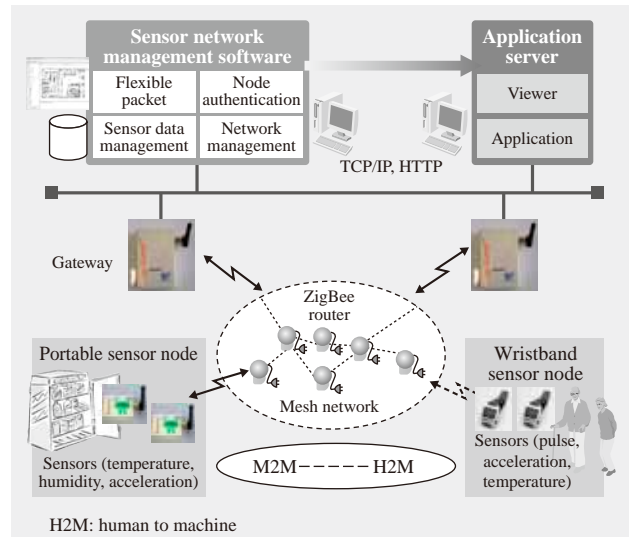 Sensor network
management software
Flexible
packet
Node
authentication
Sensor data
management
Network
management
Application
server
Viewer
Application
TCP/IP, HTTP
Gateway
ZigBee
router
Mesh network
Portable sensor node
Sensors (temperature,
humidity, acceleration)
Wristband
sensor node
Sensors (pulse,
acceleration,
temperature)
M2M-----H2M
H2M: human to machine